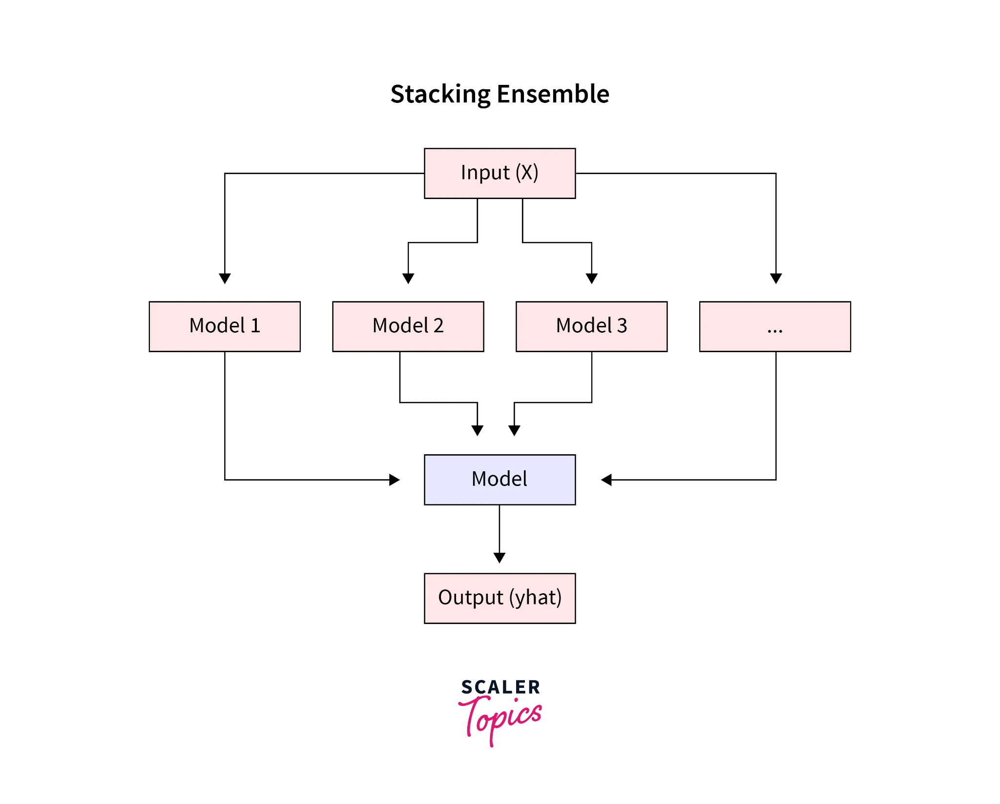 Stacking Ensemble
Input (X)
Model 1
Model 2
Model 3
...
Model
Output (yhat)
SCALER
Topics